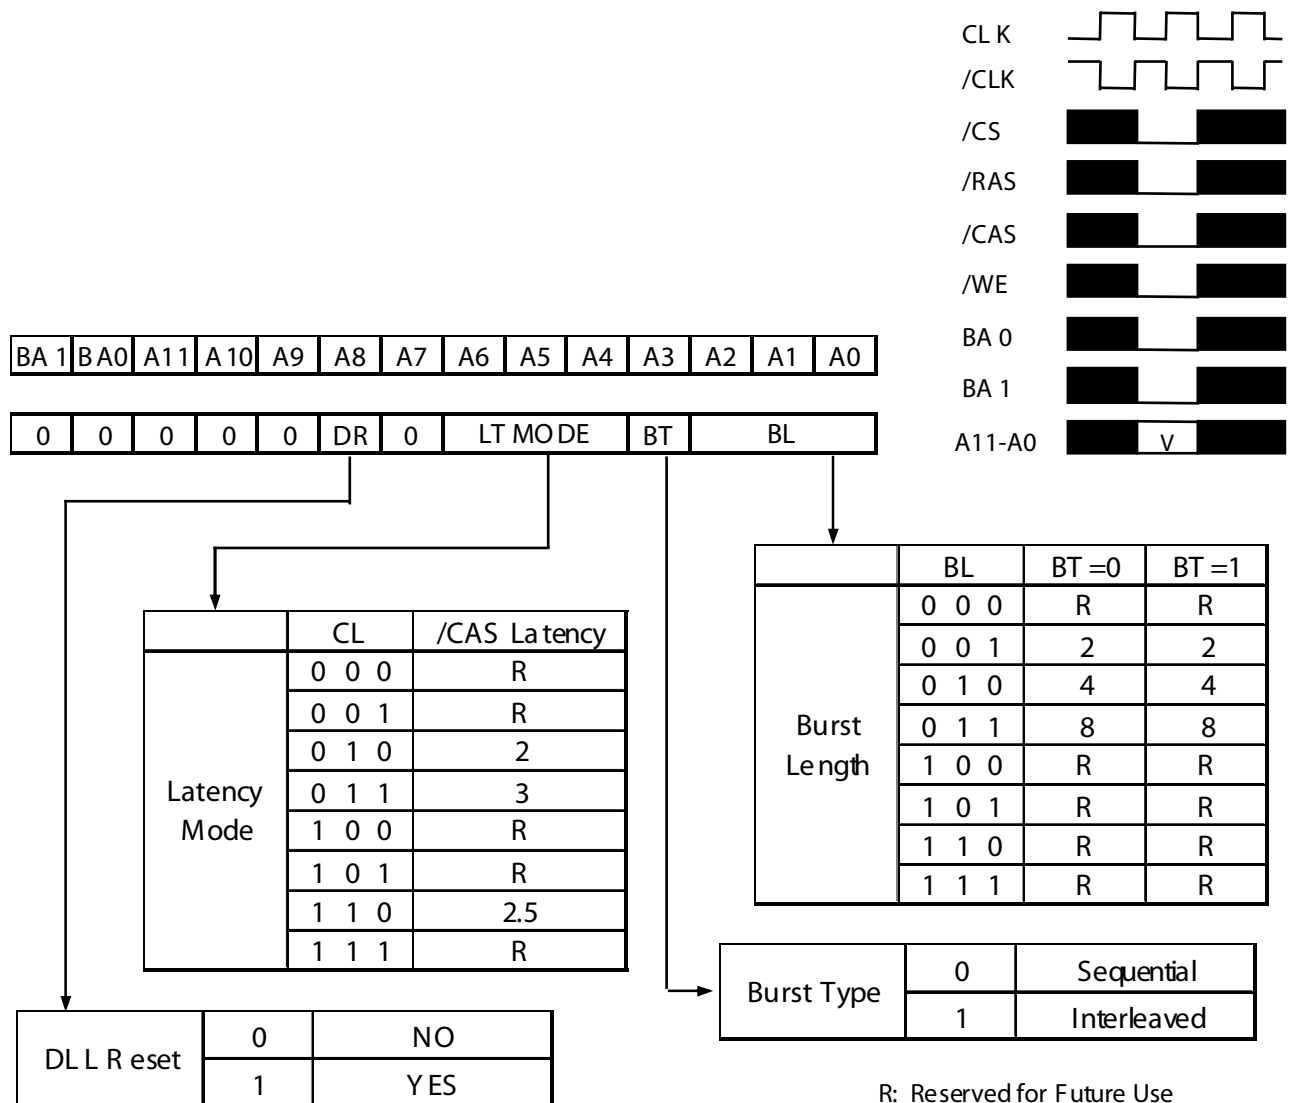 CLK
/CLK
/CS
/RAS
/CAS
/WE
BA 0
BA 1
A11-A0 V
BA 1 BA0 A11 A10 A9 A8 A7 A6 A5 A4 A3 A2 A1 A0
0 0 0 0 0 DR 0 LT MODE BT BL
BL BT=0 BT=1
Burst Length
0 0 0 R R
0 0 1 2 2
0 1 0 4 4
0 1 1 8 8
1 0 0 R R
1 0 1 R R
1 1 0 R R
1 1 1 R R
CL /CAS Latency
Latency Mode
0 0 0 R
0 0 1 R
0 1 0 2
0 1 1 3
1 0 0 R
1 0 1 R
1 1 0 2.5
1 1 1 R
Burst Type
0 Sequential
1 Interleaved
DLL Reset
0 NO
1 YES
R: Reserved for Future Use